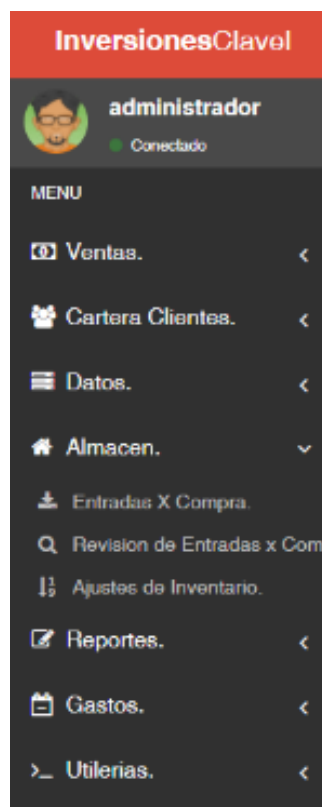 InversionesClavel
administrador
Conectado
MENU
Ventas.
Cartera Clientes.
Datos.
Almacen.
Entradas X Compra.
Revision de Entradas x Com
Ajustes de Inventario.
Reportes.
Gastos.
Utilerias.